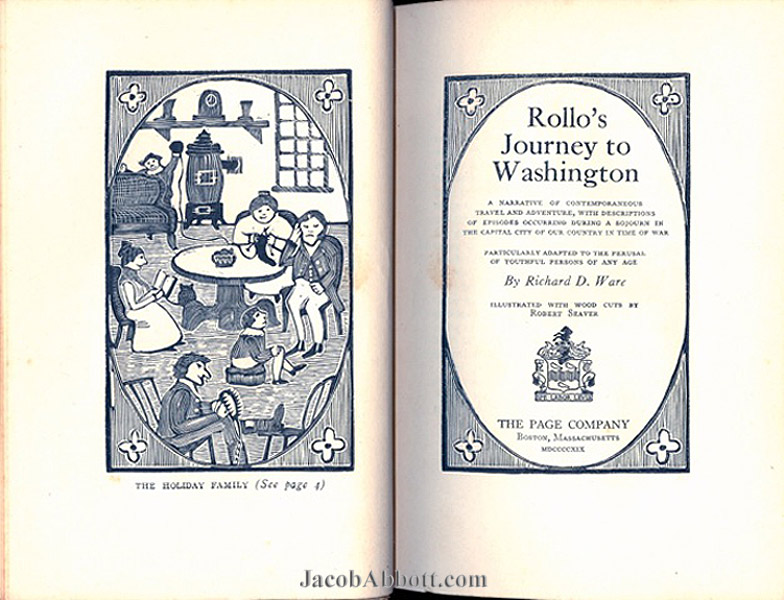 THE HOLIDAY FAMILY (See page 4)
Rollo's
Journey to
Washington
A NARRATIVE OF CONTEMPORANEOUS
TRAVEL AND ADVENTURE, WITH DESCRIPTIONS
OF EPISODES OCCURRING DURING A SOJOURN IN
THE CAPITAL CITY OF OUR COUNTRY IN TIME OF WAR
PARTICULARLY ADAPTED TO THE PERUSAL
OF YOUTHFUL PERSONS OF ANY AGE
By Richard D. Ware
ILLUSTRATED WITH WOOD CUTS BY
ROBERT SEAVER
THE PAGE COMPANY
BOSTON, MASSACHUSETTS
MDCCCCXIX
JacobAbbott.com